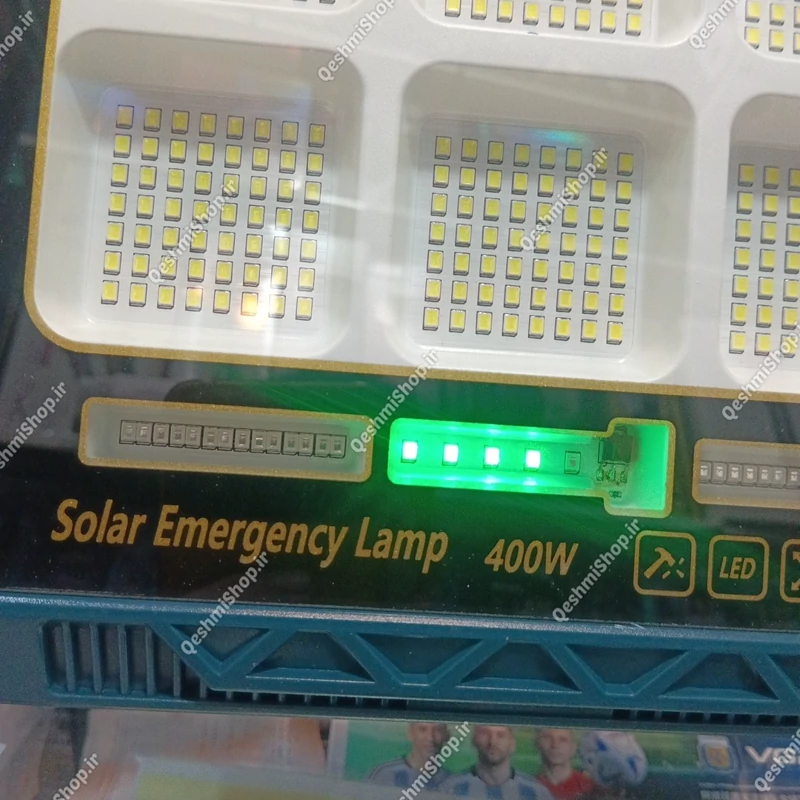 Solar Emergency Lamp 400W
LED
QeshmiShop.ir